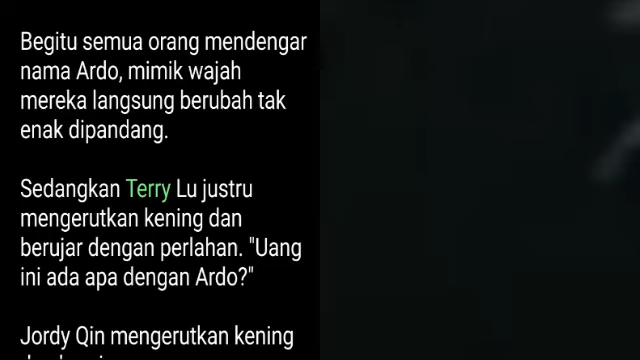 Begitu semua orang mendengar
nama Ardo, mimik wajah
mereka langsung berubah tak
enak dipandang.
Sedangkan Terry Lu justru
mengerutkan kening dan
berujar dengan perlahan. "Uang
ini ada apa dengan Ardo?"
Jordy Qin mengerutkan kening